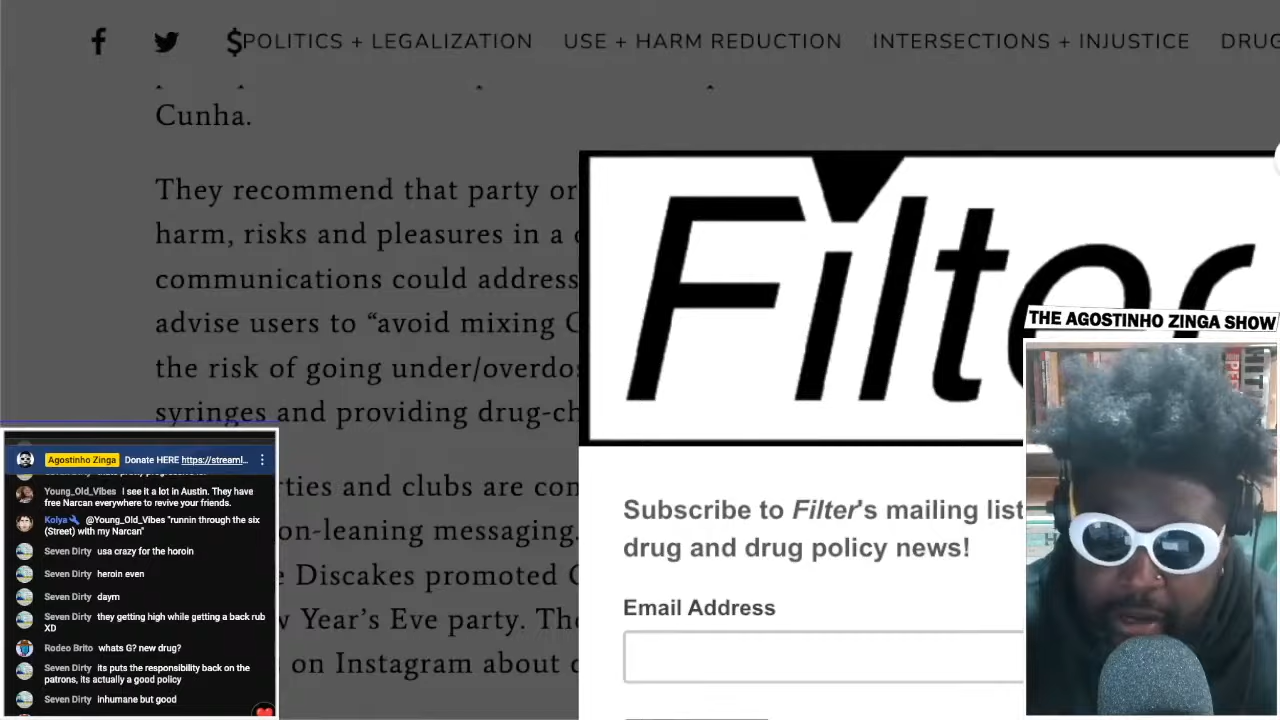 POLITICS + LEGALIZATION USE + HARM REDUCTION INTERSECTIONS + INJUSTICE DRUG
Cunha.
They recommend that party or
harm, risks and pleasures in a
communications could address
advise users to “avoid mixing
the risk of going under/overdos
syringes and providing drug-ch
rties and clubs are con
on-leaning messaging.
e Discakes promoted
w Year’s Eve party. The
on Instagram about
Filter
Subscribe to Filter's mailing list
drug and drug policy news!
Email Address
THE AGOSTINHO ZINGA SHOW
Agostinho Zinga Donate HERE https://streaml...
Young_Old_Vibes I see it a lot in Austin. They have
free Narcan everywhere to revive your friends.
Kolya @Young_Old_Vibes "runnin through the six
(Street) with my Narcan"
Seven Dirty usa crazy for the horoin
Seven Dirty heroin even
Seven Dirty daym
Seven Dirty they getting high while getting a back rub
XD
Rodeo Brito whats G? new drug?
Seven Dirty its puts the responsibility back on the
patrons, its actually a good policy
Seven Dirty inhumane but good